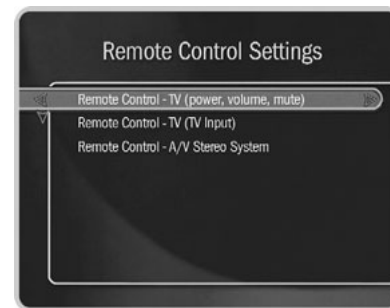 Remote Control Settings
Remote Control - TV (power, volume, mute)
Remote Control - TV (TV Input)
Remote Control - A/V Stereo System